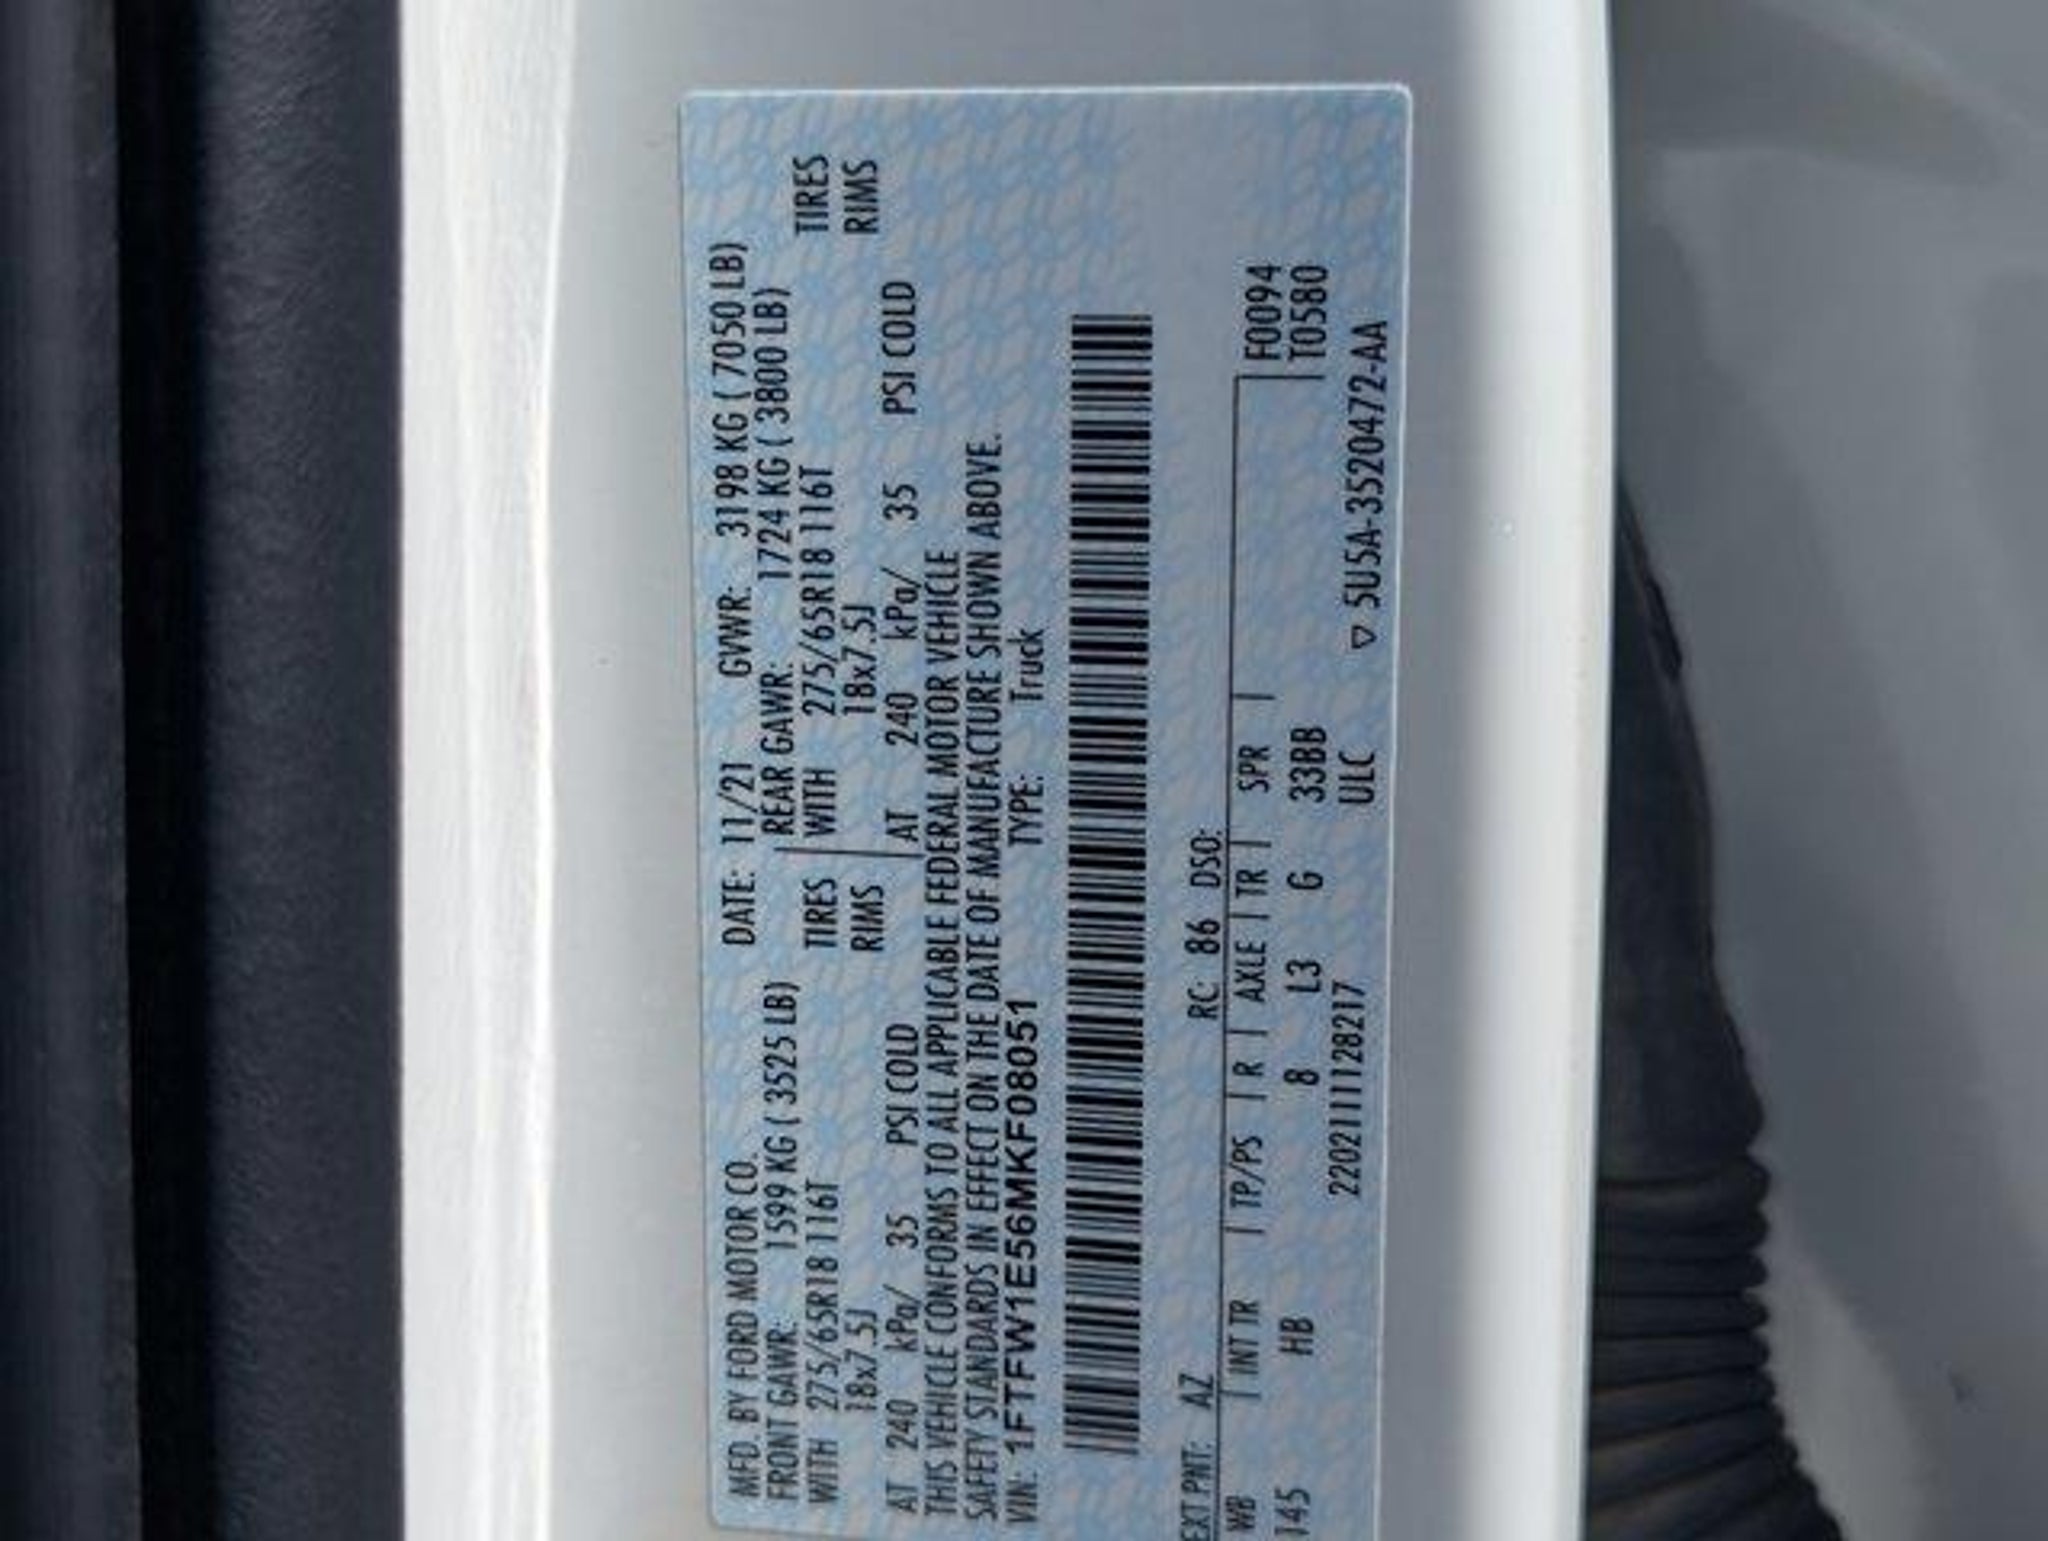 MFD. BY FORD MOTOR CO. DATE: 11/21 GVWR: 3198 KG ( 7050 LB)
FRONT GAWR: 1599 KG ( 3525 LB) REAR GAWR: 1724 KG ( 3800 LB)
WITH 275/65R18 116T TIRES WITH 275/65R18 116T TIRES
18x7.5J RIMS 18x7.5J RIMS
AT 240 kPa/ 35 PSI COLD AT 240 kPa/ 35 PSI COLD
THIS VEHICLE CONFORMS TO ALL APPLICABLE FEDERAL MOTOR VEHICLE
SAFETY STANDARDS IN EFFECT ON THE DATE OF MANUFACTURE SHOWN ABOVE.
VIN: 1FTFW1E56MKF08051 TYPE: Truck
EXT PNT: AZ RC: 86 DSO:
WB INT TR TP/PS R AXLE TR SPR F0094
145 HB 8 L3 G 33BB T0580
22021111128217 ULC ▽ 5U5A-3520472-AA